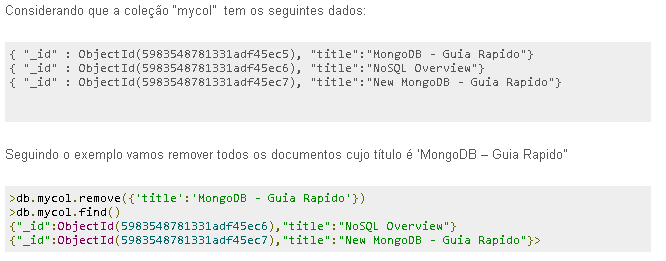 Considerando que a coleção "mycol" tem os seguintes dados:
{ "_id" : ObjectId(5983548781331adf45ec5), "title":"MongoDB - Guia Rapido"}
{ "_id" : ObjectId(5983548781331adf45ec6), "title":"NoSQL Overview"}
{ "_id" : ObjectId(5983548781331adf45ec7), "title":"New MongoDB - Guia Rapido"}
Seguindo o exemplo vamos remover todos os documentos cujo título é 'MongoDB – Guia Rapido"
>db.mycol.remove({'title':'MongoDB - Guia Rapido'})
>db.mycol.find()
{"_id":ObjectId(5983548781331adf45ec6),"title":"NoSQL Overview"}
{"_id":ObjectId(5983548781331adf45ec7),"title":"New MongoDB - Guia Rapido"}>